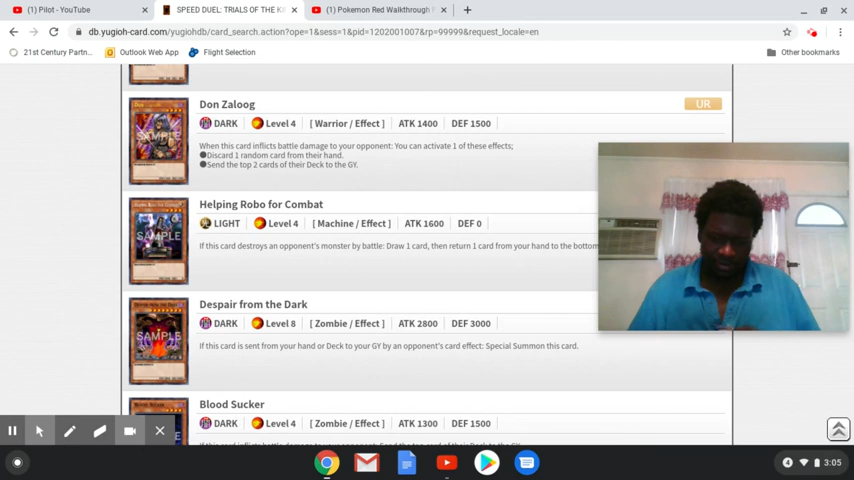 (1) Pilot - YouTube
SPEED DUEL: TRIALS OF THE KI
(1) Pokemon Red Walkthrough P
db.yugioh-card.com/yugiohdb/card_search.action?ope=1&sess=1&pid=1202001007&rp=99999&request_locale=en
21st Century Partn...
Outlook Web App
Flight Selection
Other bookmarks
Don Zaloog
UR
DARK
Level 4
[ Warrior / Effect ]
ATK 1400
DEF 1500
When this card inflicts battle damage to your opponent: You can activate 1 of these effects;
●Discard 1 random card from their hand.
●Send the top 2 cards of their Deck to the GY.
SAMPLE
Helping Robo for Combat
LIGHT
Level 4
[ Machine / Effect ]
ATK 1600
DEF 0
If this card destroys an opponent's monster by battle: Draw 1 card, then return 1 card from your hand to the bottom
SAMPLE
Despair from the Dark
DARK
Level 8
[ Zombie / Effect ]
ATK 2800
DEF 3000
If this card is sent from your hand or Deck to your GY by an opponent's card effect: Special Summon this card.
SAMPLE
Blood Sucker
DARK
Level 4
[ Zombie / Effect ]
ATK 1300
DEF 1500
4
3:05